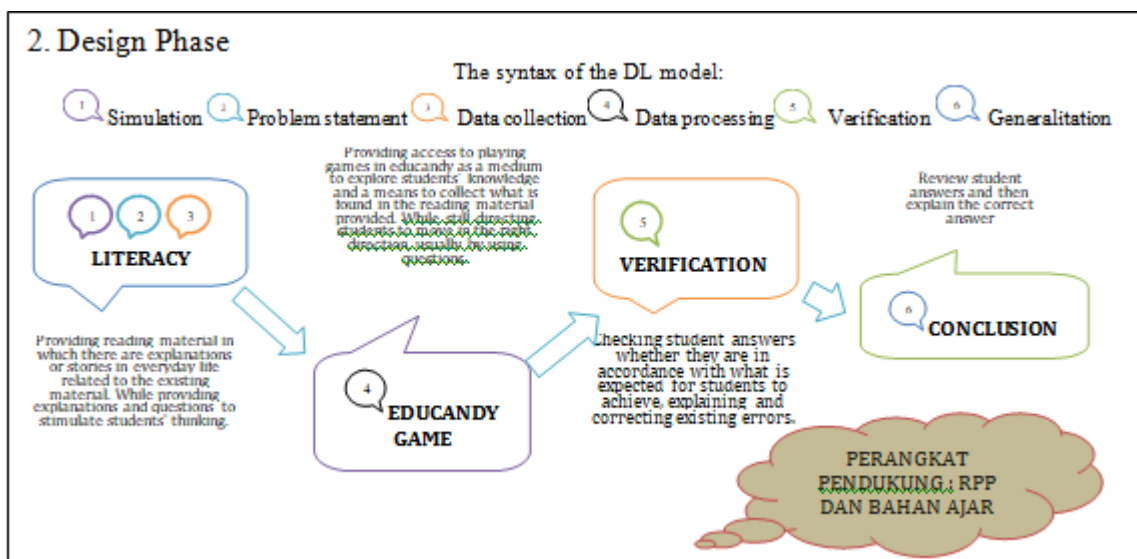 2. Design Phase
The syntax of the DL model:
1 Simulation 2 Problem statement 3 Data collection 4 Data processing 5 Verification 6 Generalitation
Providing access to playing
games in educandy as a medium
to explore students' knowledge
and a means to collect what is
found in the reading material
provided. While still directing
students to move in the right
direction, usually by using
questions.
Review student
answers and then
explain the correct
answer
1 2 3
LITERACY
5
VERIFICATION
6
CONCLUSION
Providing reading material in
which there are explanations
or stories in everyday life
related to the existing
material. While providing
explanations and questions to
stimulate students' thinking.
4
EDUCANDY
GAME
Checking student answers
whether they are in
accordance with what is
expected for students to
achieve, explaining and
correcting existing errors.
PERANGKAT
PENDUKUNG : RPP
DAN BAHAN AJAR